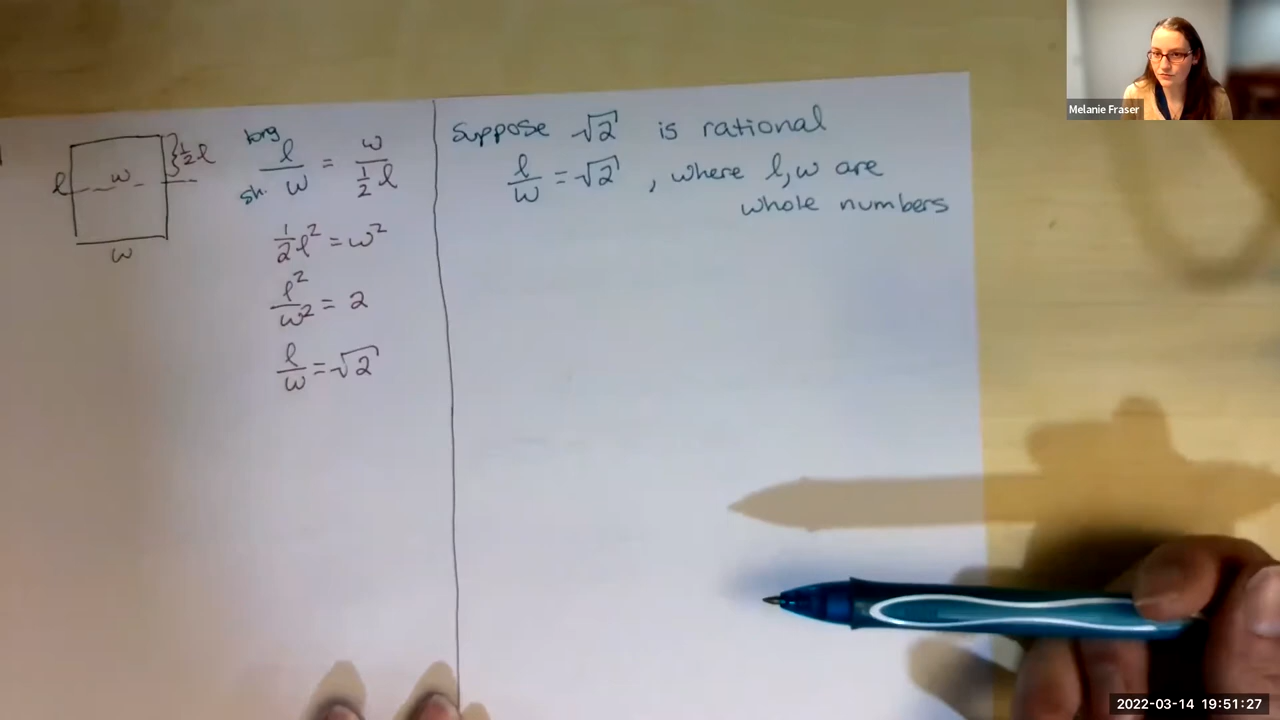 l
w
w
}½l
long
sh.
l/w = w/(½l)
½l² = w²
l²/w² = 2
l/w = √2
Suppose √2 is rational
l/w = √2 , where l, w are
whole numbers
Melanie Fraser
2022-03-14 19:51:27